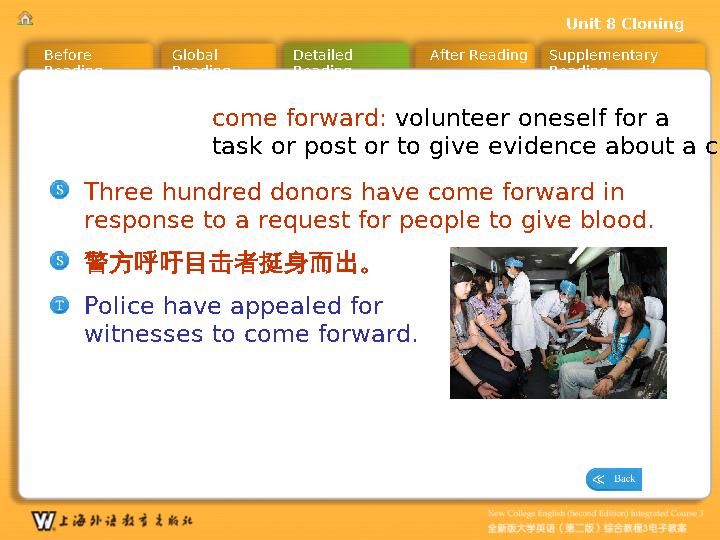 Unit 8 Cloning
Before Global Detailed After Reading Supplementary
Reading Reading Reading Reading
come forward: volunteer oneself for a
task or post or to give evidence about a c
S Three hundred donors have come forward in
response to a request for people to give blood.
S 警方呼吁目击者挺身而出。
T Police have appealed for
witnesses to come forward.
Back
W 上海外语教育出版社
New College English (Second Edition) Integrated Course 3
全新版大学英语（第二版）综合教程3电子教案